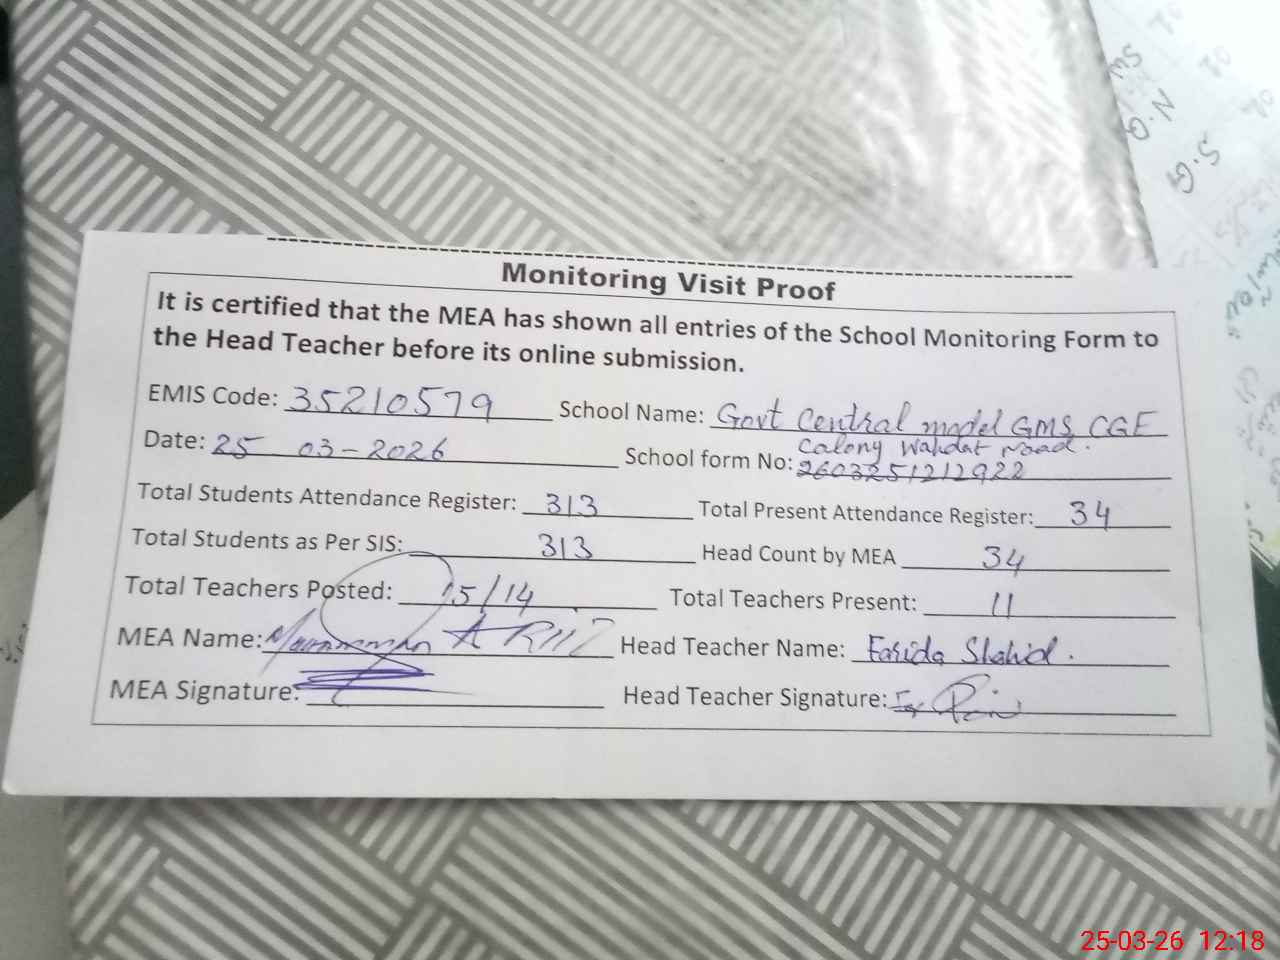 Monitoring Visit Proof
It is certified that the MEA has shown all entries of the School Monitoring Form to
the Head Teacher before its online submission.
EMIS Code: 35210579 School Name: Govt Central model GMS CGE
Colony Wahdat road.
Date: 25 03-2026 School form No: 2603251212922
Total Students Attendance Register: 313 Total Present Attendance Register: 34
Total Students as Per SIS: 313 Head Count by MEA 34
Total Teachers Posted: 15/14 Total Teachers Present: 11
MEA Name: Head Teacher Name: Farida Shahid.
MEA Signature: Head Teacher Signature:
N.G
S.G
25-03-26 12:18